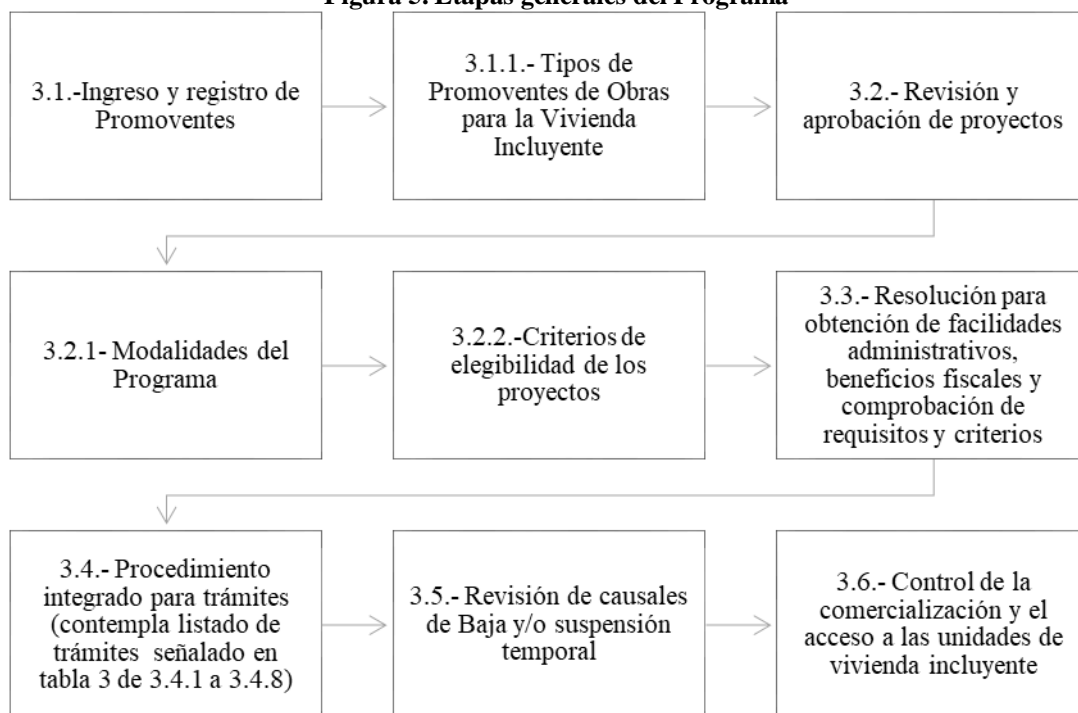 Figura 5. Etapas generales del Programa
3.1.-Ingreso y registro de
Promoventes
3.1.1.- Tipos de
Promoventes de Obras
para la Vivienda
Incluyente
3.2.- Revisión y
aprobación de proyectos
3.2.1- Modalidades del
Programa
3.2.2.-Criterios de
elegibilidad de los
proyectos
3.3.- Resolución para
obtención de facilidades
administrativos,
beneficios fiscales y
comprobación de
requisitos y criterios
3.4.- Procedimiento
integrado para trámites
(contempla listado de
trámites señalado en
tabla 3 de 3.4.1 a 3.4.8)
3.5.- Revisión de causales
de Baja y/o suspensión
temporal
3.6.- Control de la
comercialización y el
acceso a las unidades de
vivienda incluyente